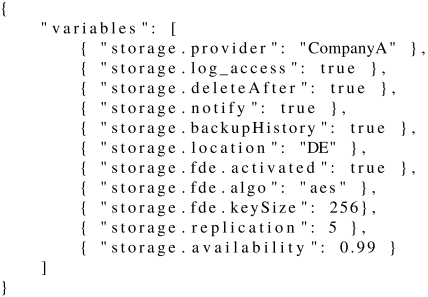 {
"variables": [
{ "storage.provider": "CompanyA" },
{ "storage.log_access": true },
{ "storage.deleteAfter": true },
{ "storage.notify": true },
{ "storage.backupHistory": true },
{ "storage.location": "DE" },
{ "storage.fde.activated": true },
{ "storage.fde.algo": "aes" },
{ "storage.fde.keySize": 256},
{ "storage.replication": 5 },
{ "storage.availability": 0.99 }
]
}